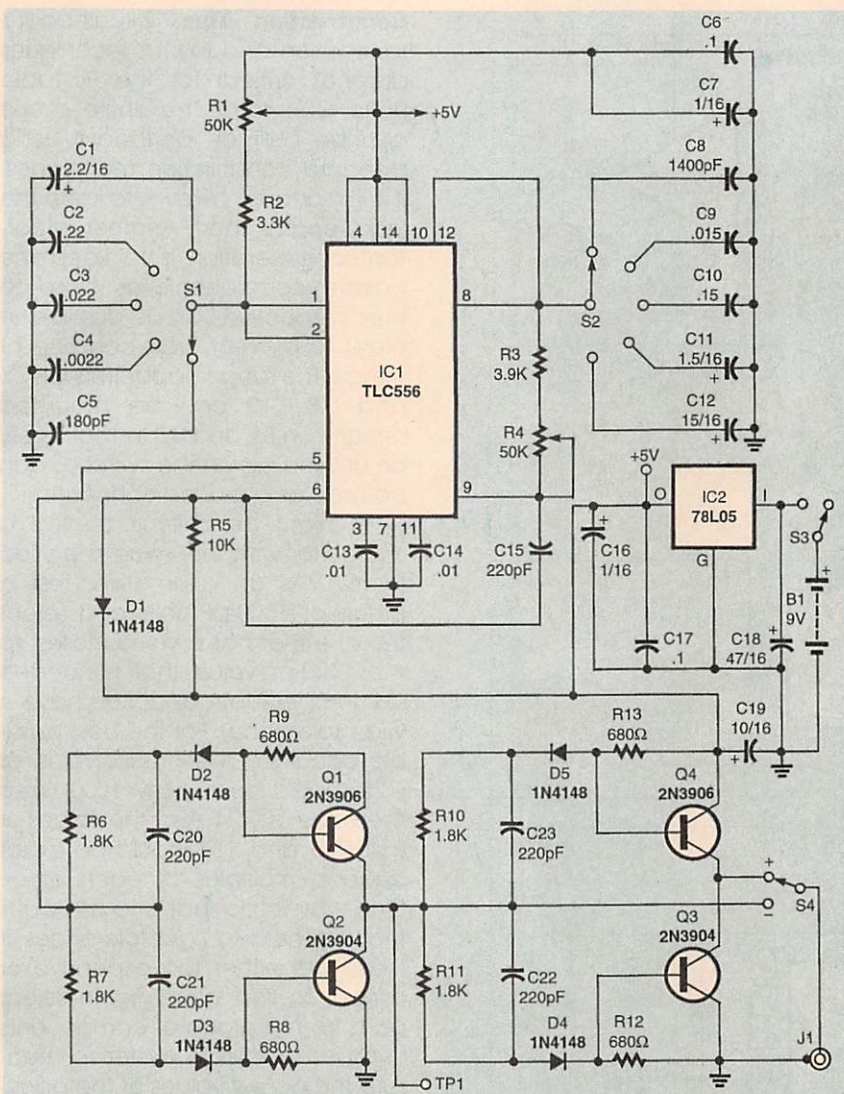 C6
.1
C7
1/16
+
R1
50K
+5V
C8
1400pF
C1
2.2/16
+
R2
3.3K
4 14 10 12
C2
.22
C9
.015
C3
.022
S1
1
8
C10
.15
2
S2
C4
.0022
IC1
TLC556
R3
3.9K
C11
1.5/16
+
C5
180pF
R4
50K
C12
15/16
+
5
6
9
+5V
O
IC2
78L05
I
S3
R5
10K
3 7 11
C13
.01
C14
.01
C15
220pF
+
C16
1/16
G
+
B1
9V
D1
1N4148
C17
.1
C18
47/16
+
R9
680Ω
R13
680Ω
C19
10/16
+
D2
1N4148
Q1
2N3906
D5
1N4148
Q4
2N3906
R6
1.8K
C20
220pF
R10
1.8K
C23
220pF
+
S4
–
Q2
2N3904
Q3
2N3904
R7
1.8K
C21
220pF
R11
1.8K
C22
220pF
D3
1N4148
R8
680Ω
D4
1N4148
R12
680Ω
J1
TP1